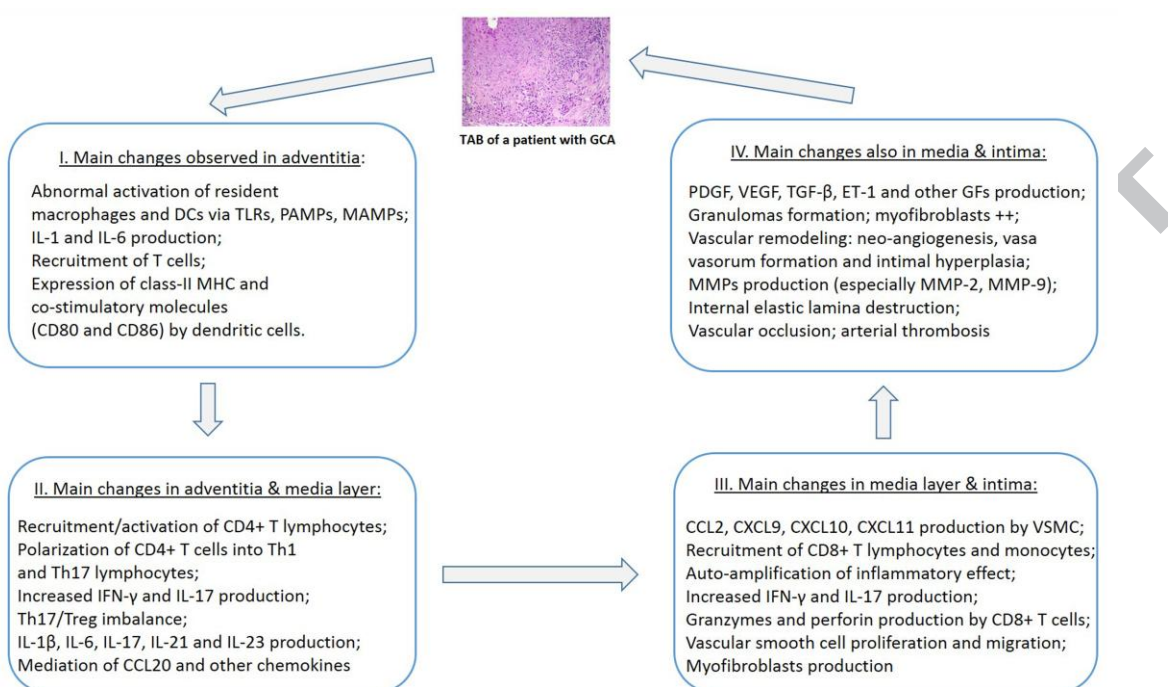 TAB of a patient with GCA
I. Main changes observed in adventitia:
Abnormal activation of resident
macrophages and DCs via TLRs, PAMPs, MAMPs;
IL-1 and IL-6 production;
Recruitment of T cells;
Expression of class-II MHC and
co-stimulatory molecules
(CD80 and CD86) by dendritic cells.
II. Main changes in adventitia & media layer:
Recruitment/activation of CD4+ T lymphocytes;
Polarization of CD4+ T cells into Th1
and Th17 lymphocytes;
Increased IFN-γ and IL-17 production;
Th17/Treg imbalance;
IL-1β, IL-6, IL-17, IL-21 and IL-23 production;
Mediation of CCL20 and other chemokines
III. Main changes in media layer & intima:
CCL2, CXCL9, CXCL10, CXCL11 production by VSMC;
Recruitment of CD8+ T lymphocytes and monocytes;
Auto-amplification of inflammatory effect;
Increased IFN-γ and IL-17 production;
Granzymes and perforin production by CD8+ T cells;
Vascular smooth cell proliferation and migration;
Myofibroblasts production
IV. Main changes also in media & intima:
PDGF, VEGF, TGF-β, ET-1 and other GFs production;
Granulomas formation; myofibroblasts ++;
Vascular remodeling: neo-angiogenesis, vasa
vasorum formation and intimal hyperplasia;
MMPs production (especially MMP-2, MMP-9);
Internal elastic lamina destruction;
Vascular occlusion; arterial thrombosis